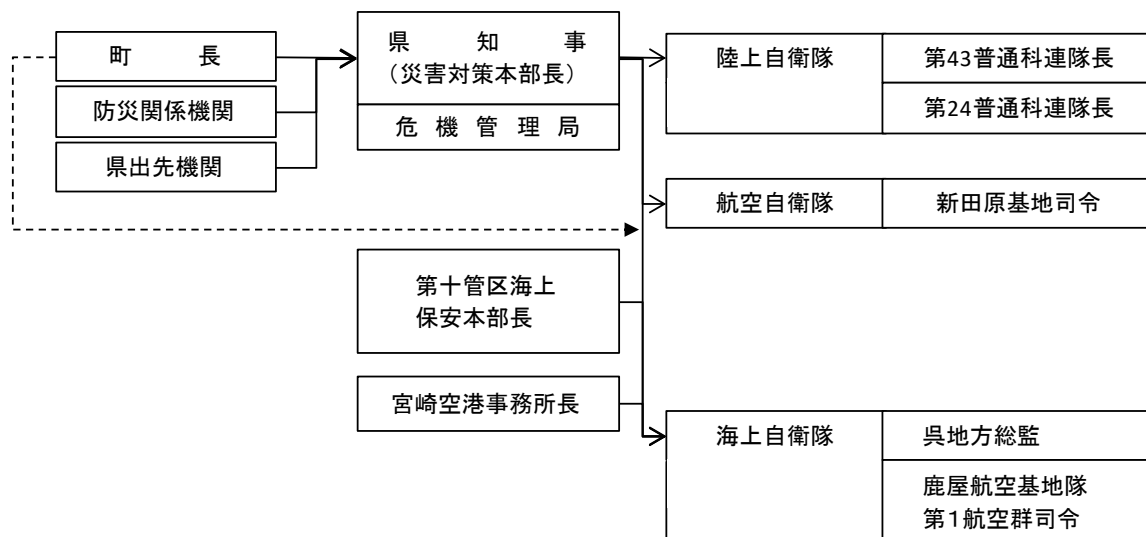 町長
防災関係機関
県出先機関
県知事
（災害対策本部長）
危機管理局
第十管区海上
保安本部長
宮崎空港事務所長
陸上自衛隊
第43普通科連隊長
第24普通科連隊長
航空自衛隊
新田原基地司令
海上自衛隊
呉地方総監
鹿屋航空基地隊
第１航空群司令